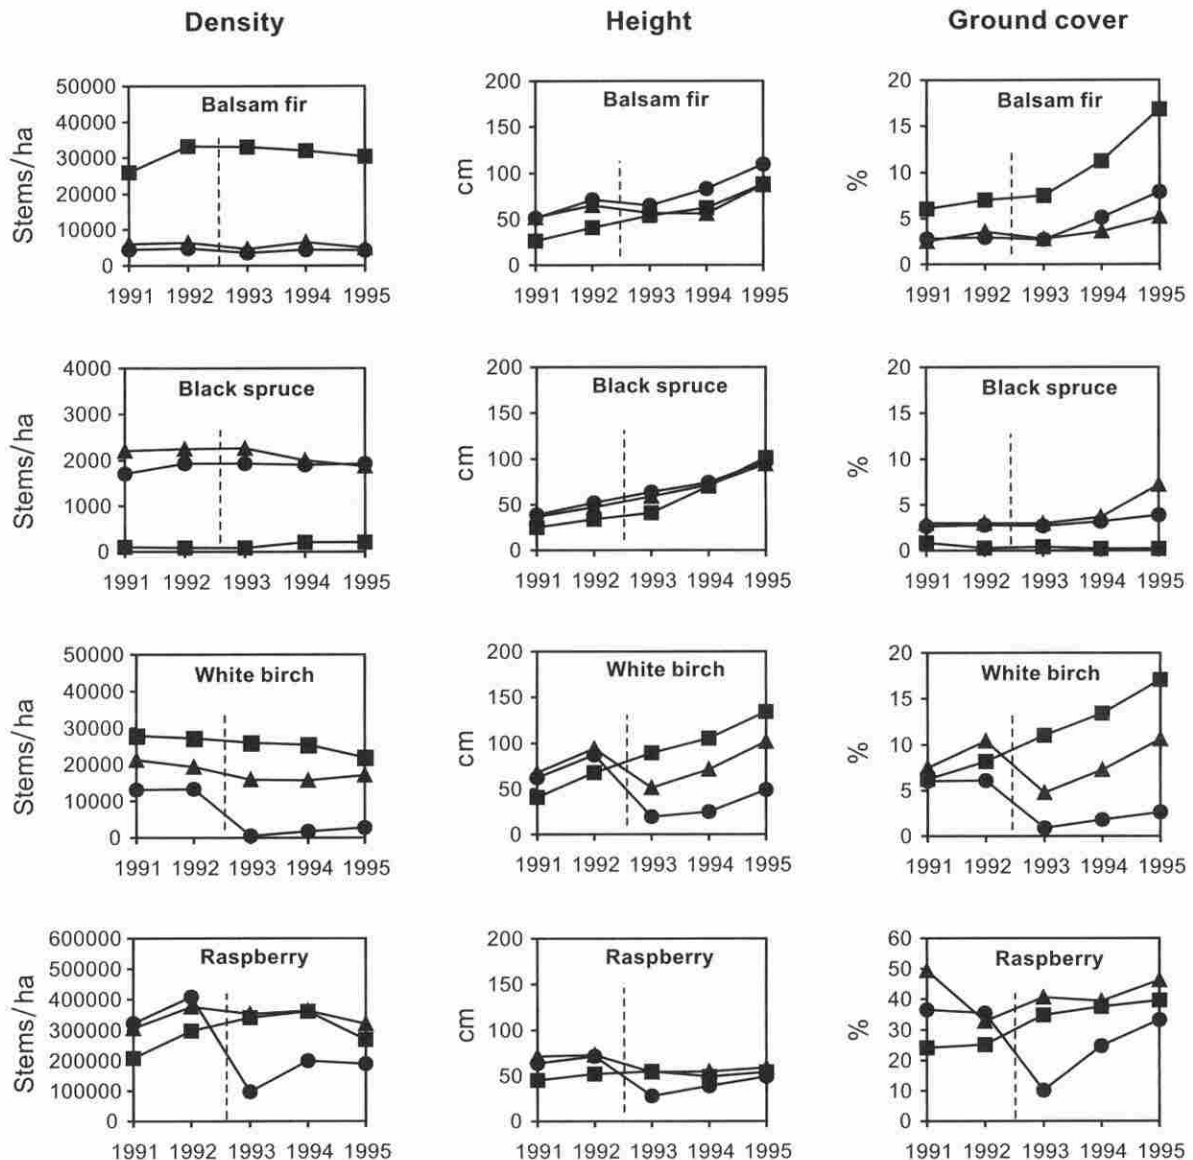 Density Height Ground cover
Stems/ha
50000
40000
30000
20000
10000
0
Balsam fir
1991 1992 1993 1994 1995
cm
200
150
100
50
0
Balsam fir
1991 1992 1993 1994 1995
%
20
15
10
5
0
Balsam fir
1991 1992 1993 1994 1995
Stems/ha
4000
3000
2000
1000
0
Black spruce
1991 1992 1993 1994 1995
cm
200
150
100
50
0
Black spruce
1991 1992 1993 1994 1995
%
20
15
10
5
0
Black spruce
1991 1992 1993 1994 1995
Stems/ha
50000
40000
30000
20000
10000
0
White birch
1991 1992 1993 1994 1995
cm
200
150
100
50
0
White birch
1991 1992 1993 1994 1995
%
20
15
10
5
0
White birch
1991 1992 1993 1994 1995
Stems/ha
600000
500000
400000
300000
200000
100000
0
Raspberry
1991 1992 1993 1994 1995
cm
200
150
100
50
0
Raspberry
1991 1992 1993 1994 1995
%
60
50
40
30
20
10
0
Raspberry
1991 1992 1993 1994 1995